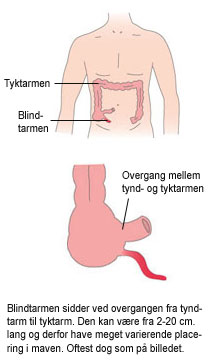 Tyktarmen
Blind-
tarmen
Overgang mellem
tynd- og tyktarmen
Blindtarmen sidder ved overgangen fra tynd-
tarm til tyktarm. Den kan være fra 2-20 cm.
lang og derfor have meget varierende place-
ring i maven. Oftest dog som på billedet.